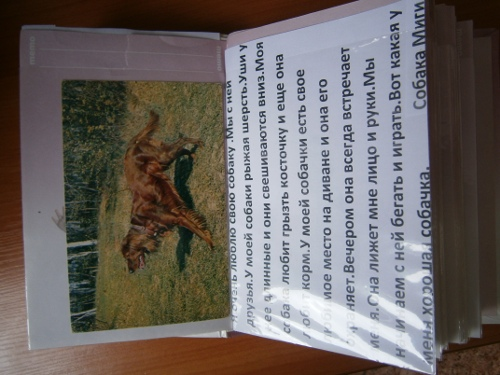 очень люблю свою собаку .Мы с ней
друзья.У моей собаки рыжая шерсть.Уши у
нее длинные и они свешиваются вниз.Моя
собака любит грызть косточку и еще она
любит корм.У моей собачки есть свое
любимое место на диване и она его
охраняет.Вечером она всегда встречает
меня.Она лижет мне лицо и руки.Мы
начинаем с ней бегать и играть.Вот какая у
меня хорошая собачка. Собака Миги